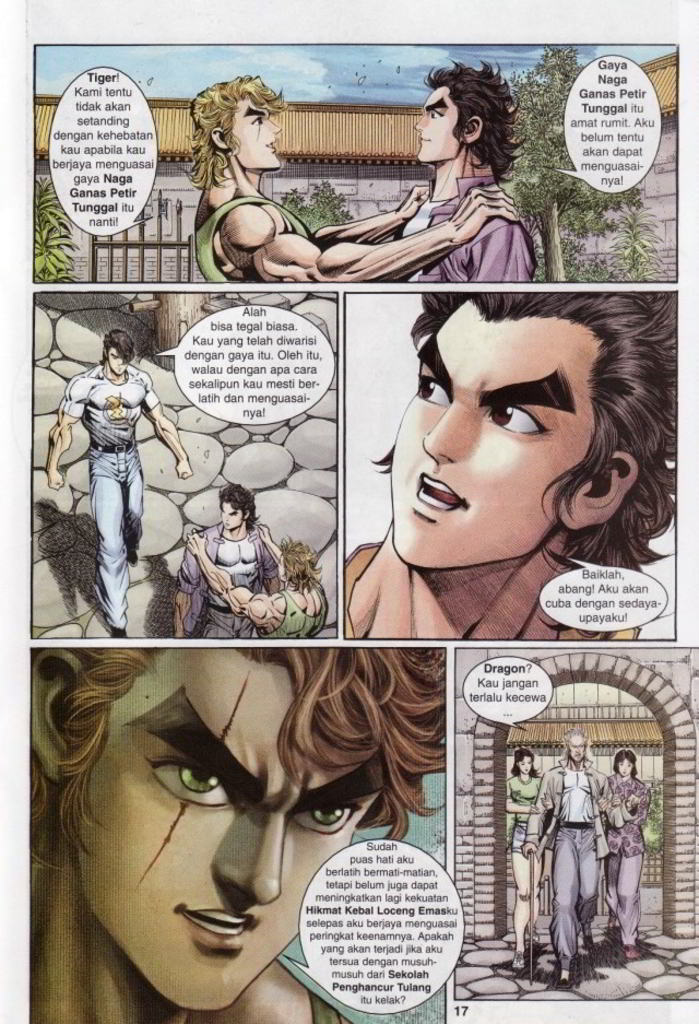 Tiger!
Kami tentu
tidak akan
setanding
dengan kehebatan
kau apabila kau
berjaya menguasai
gaya Naga
Ganas Petir
Tunggal itu
nanti!
Gaya
Naga
Ganas Petir
Tunggal itu
amat rumit. Aku
belum tentu
akan dapat
menguasai-
nya!
Alah
bisa tegal biasa.
Kau yang telah diwarisi
dengan gaya itu. Oleh itu,
walau dengan apa cara
sekalipun kau mesti ber-
latih dan menguasai-
nya!
Baiklah,
abang! Aku akan
cuba dengan sedaya-
upayaku!
Sudah
puas hati aku
berlatih bermati-matian,
tetapi belum juga dapat
meningkatkan lagi kekuatan
Hikmat Kebal Loceng Emasku
selepas aku berjaya menguasai
peringkat keenamnya. Apakah
yang akan terjadi jika aku
tersua dengan musuh-
musuh dari Sekolah
Penghancur Tulang
itu kelak?
Dragon?
Kau jangan
terlalu kecewa
...
17